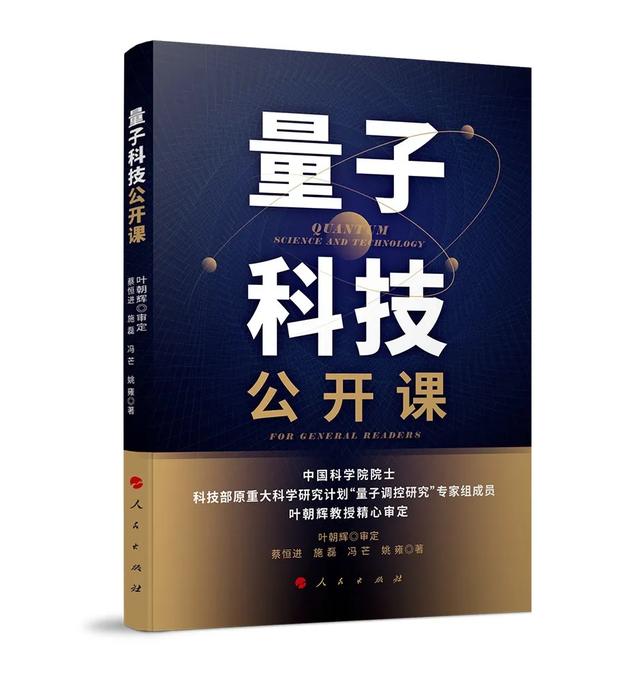 量子科技公开课
叶朝辉◎审定
蔡恒进 施磊 冯芒 姚雍◎著
人民出版社
量子
QUANTUM
SCIENCE AND TECHNOLOGY
科技
公开课
FOR GENERAL READERS
中国科学院院士
科技部原重大科学研究计划“量子调控研究”专家组成员
叶朝辉教授精心审定
叶朝辉◎审定
蔡恒进 施磊 冯芒 姚雍◎著
人民出版社